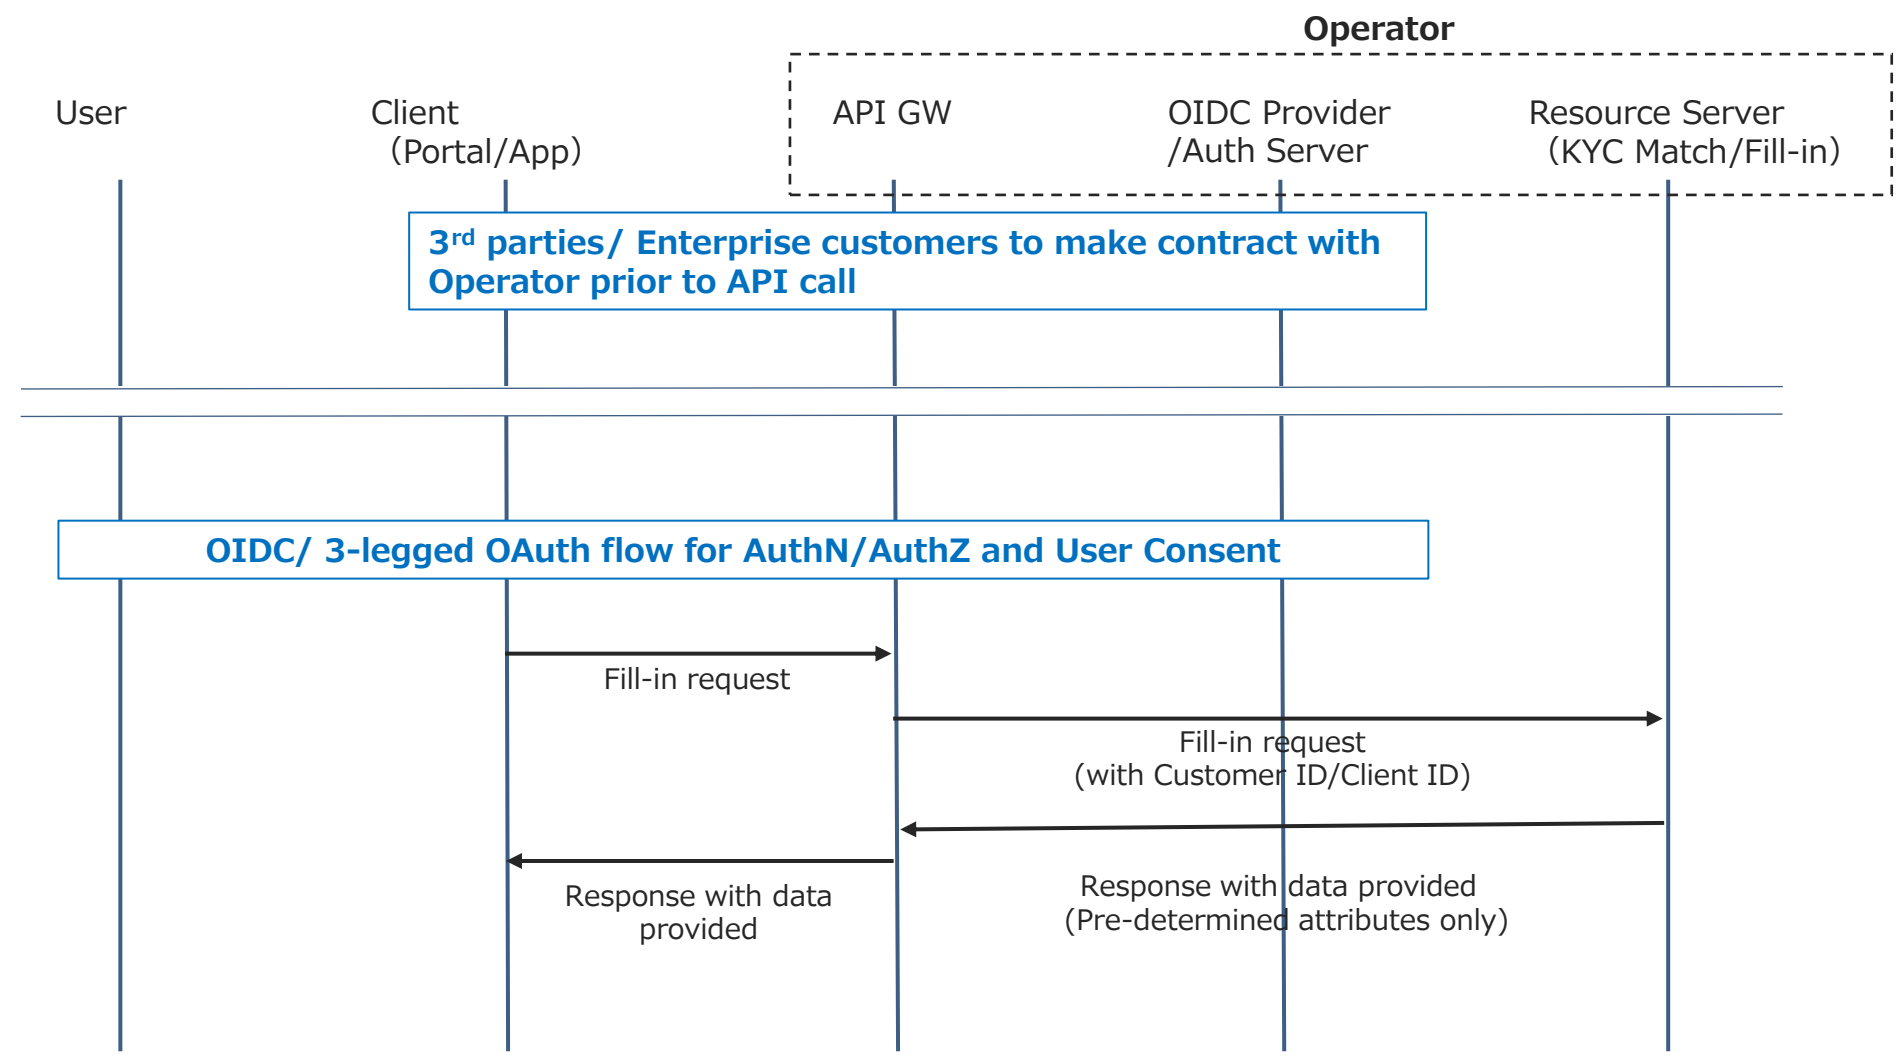 Operator
User
Client
（Portal/App）
API GW
OIDC Provider
/Auth Server
Resource Server
（KYC Match/Fill-in）
3rd parties/ Enterprise customers to make contract with
Operator prior to API call
OIDC/ 3-legged OAuth flow for AuthN/AuthZ and User Consent
Fill-in request
Fill-in request
(with Customer ID/Client ID)
Response with data provided
(Pre-determined attributes only)
Response with data
provided